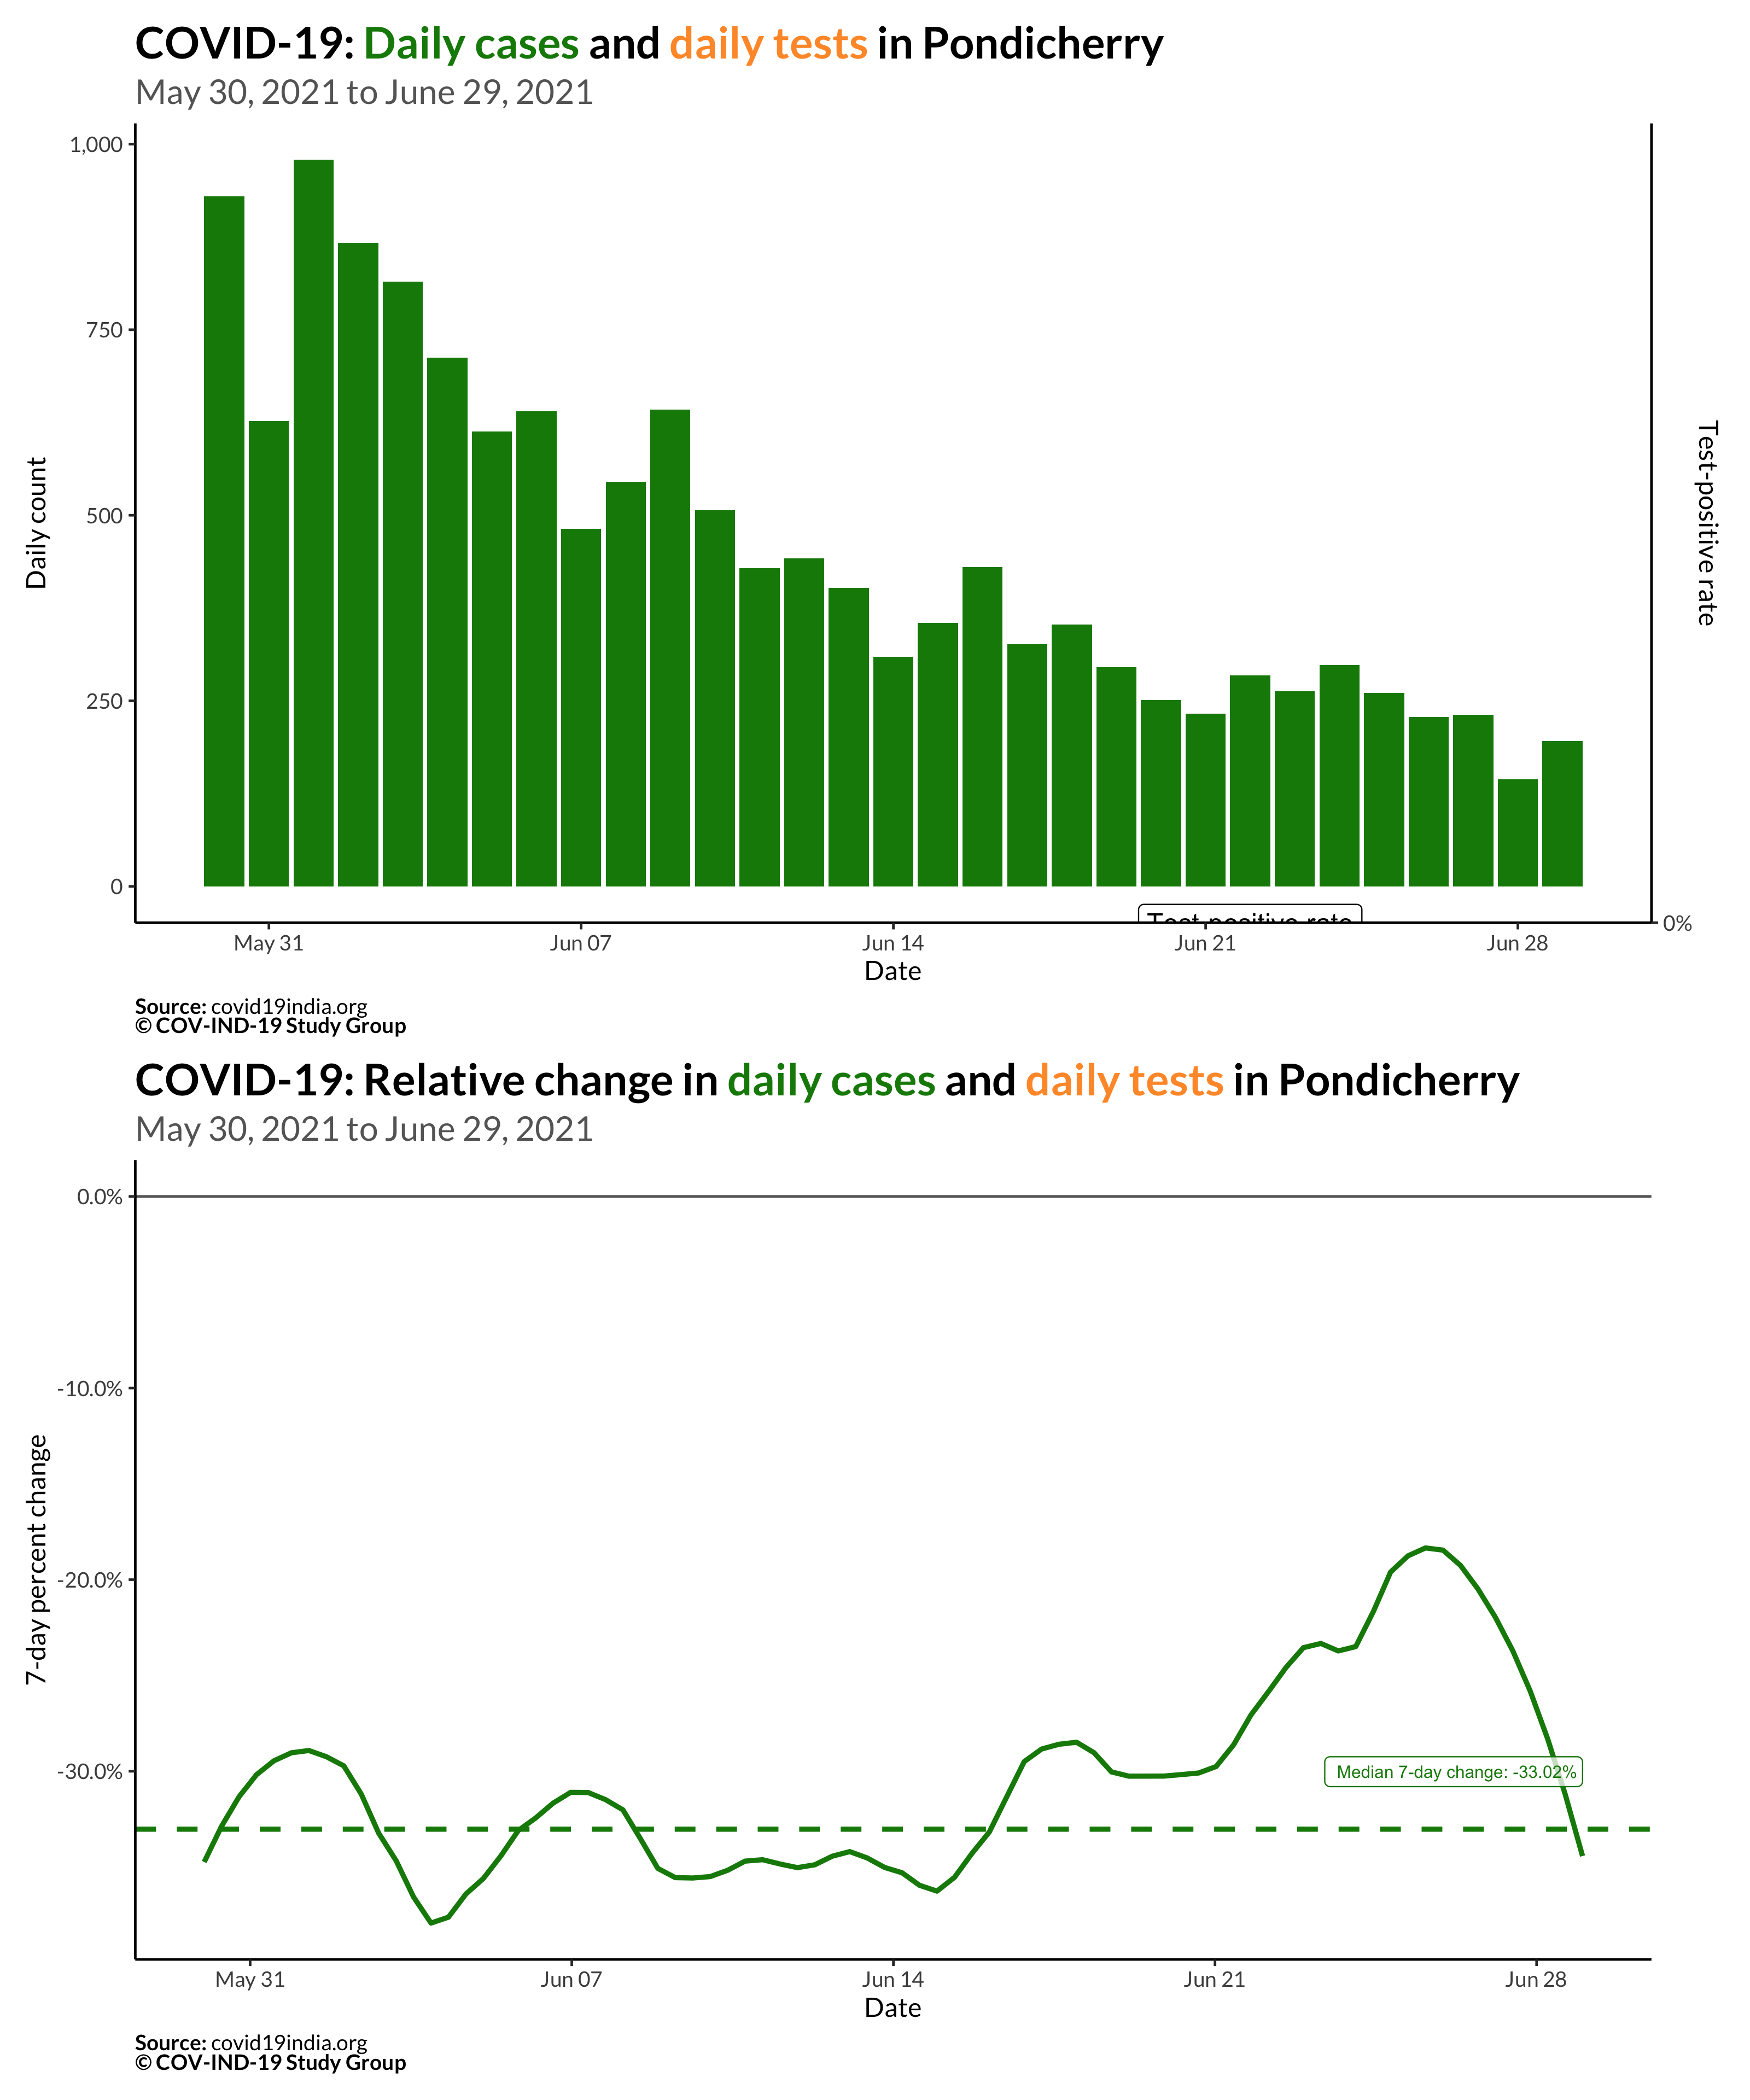 COVID-19: Daily cases and daily tests in Pondicherry
May 30, 2021 to June 29, 2021
1,000
750
500
250
0
Daily count
Test-positive rate
Test-positive rate
0%
May 31
Jun 07
Jun 14
Jun 21
Jun 28
Date
Source: covid19india.org
© COV-IND-19 Study Group
COVID-19: Relative change in daily cases and daily tests in Pondicherry
May 30, 2021 to June 29, 2021
0.0%
-10.0%
-20.0%
-30.0%
7-day percent change
Median 7-day change: -33.02%
May 31
Jun 07
Jun 14
Jun 21
Jun 28
Date
Source: covid19india.org
© COV-IND-19 Study Group